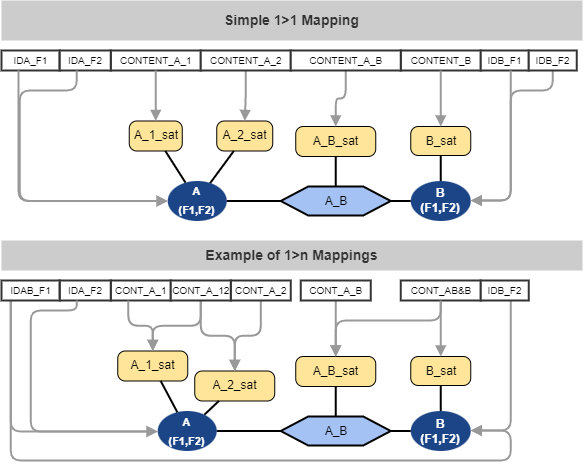 Simple 1>1 Mapping
IDA_F1 IDA_F2 CONTENT_A_1 CONTENT_A_2 CONTENT_A_B CONTENT_B IDB_F1 IDB_F2
A_1_sat A_2_sat A_B_sat B_sat
A
(F1,F2)
A_B
B
(F1,F2)
Example of 1>n Mappings
IDAB_F1 IDA_F2 CONT_A_1 CONT_A_12 CONT_A_2 CONT_A_B CONT_AB&B IDB_F2
A_1_sat A_2_sat A_B_sat B_sat
A
(F1,F2)
A_B
B
(F1,F2)